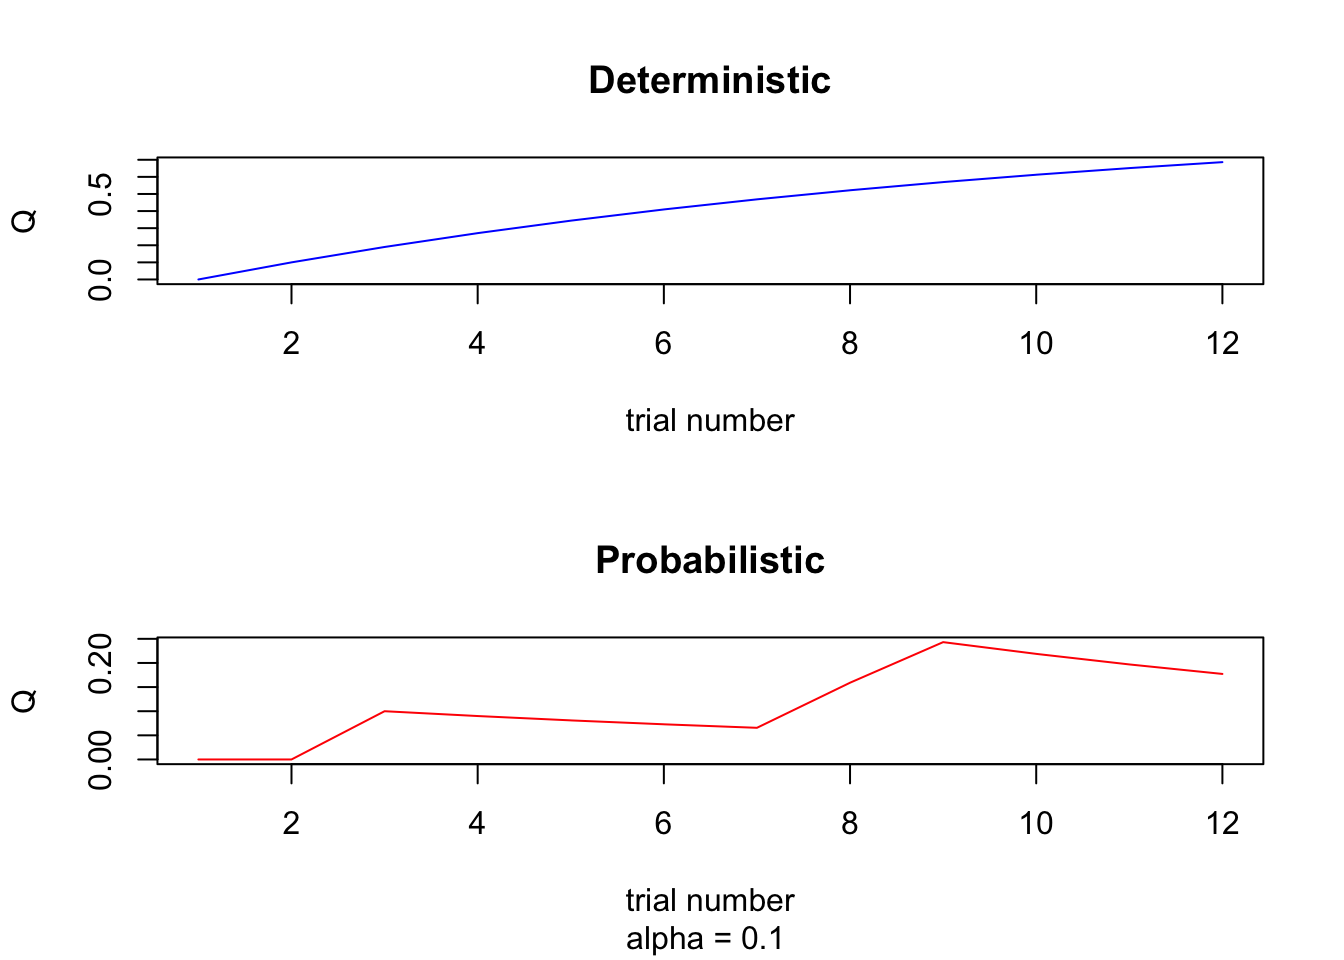 Deterministic
Q
0.5
0.0
2 4 6 8 10 12
trial number
Probabilistic
Q
0.20
0.00
2 4 6 8 10 12
trial number
alpha = 0.1